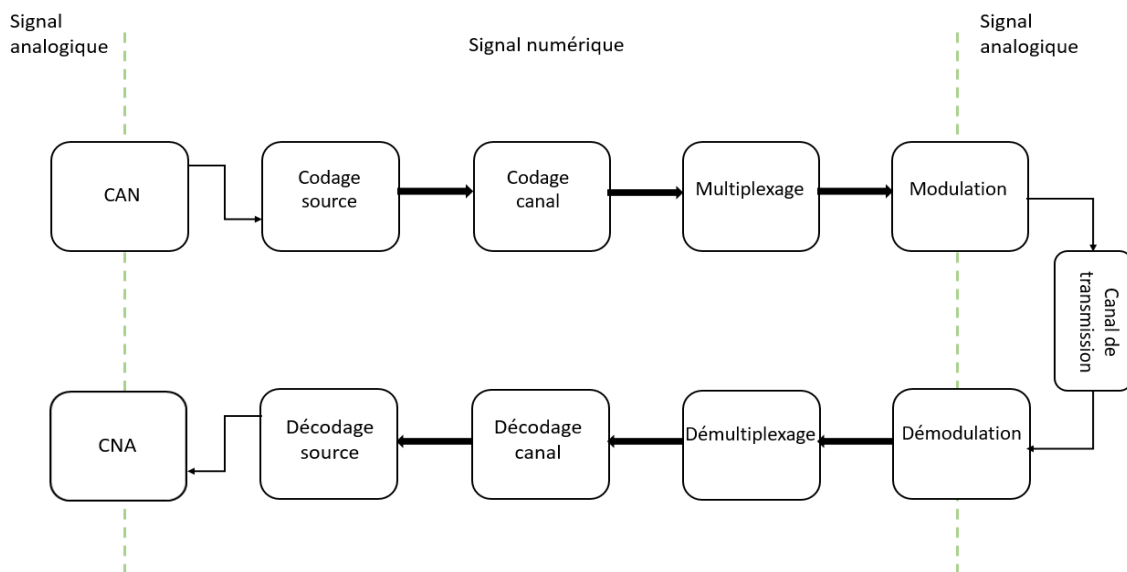 Signal
analogique
Signal numérique
Signal
analogique
CAN
Codage
source
Codage
canal
Multiplexage
Modulation
Canal de
transmission
CNA
Décodage
source
Décodage
canal
Démultiplexage
Démodulation